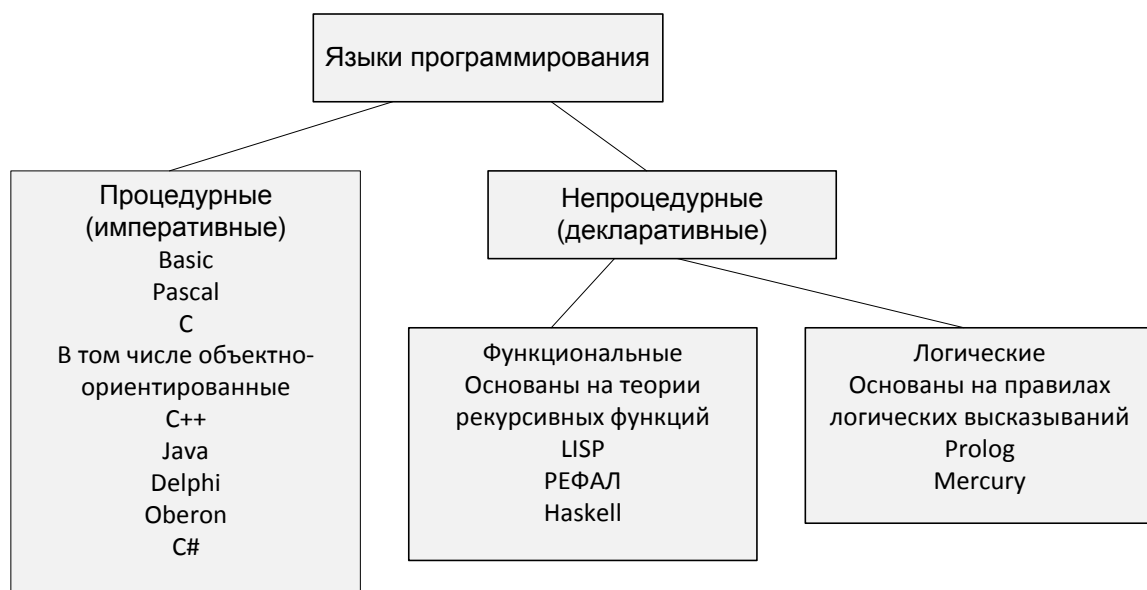 Языки программирования
Процедурные
(императивные)
Basic
Pascal
C
В том числе объектно-
ориентированные
C++
Java
Delphi
Oberon
C#
Непроцедурные
(декларативные)
Функциональные
Основаны на теории
рекурсивных функций
LISP
РЕФАЛ
Haskell
Логические
Основаны на правилах
логических высказываний
Prolog
Mercury